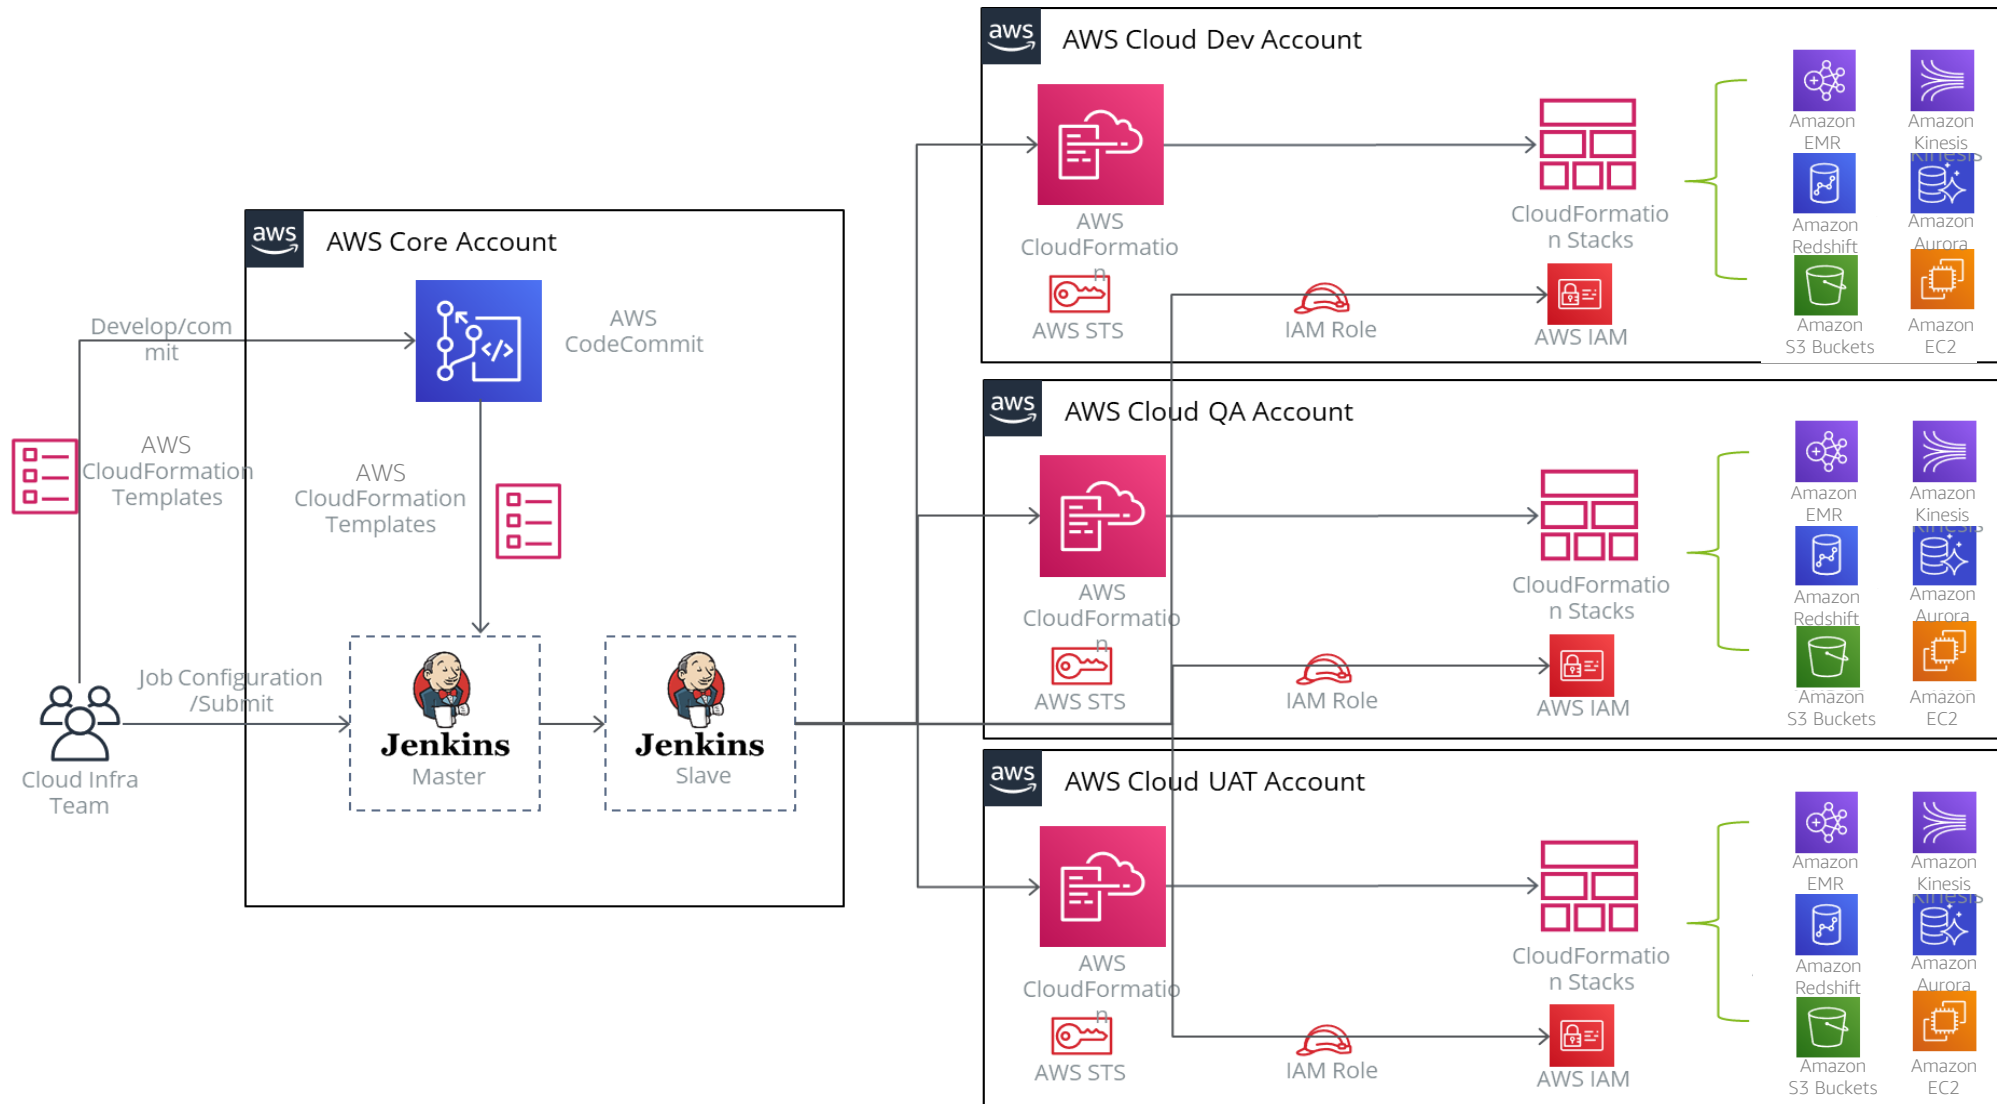 aws
AWS Core Account
AWS
CodeCommit
Develop/com
mit
AWS
CloudFormation
Templates
AWS
CloudFormation
Templates
Job Configuration
/Submit
Cloud Infra
Team
Jenkins
Master
Jenkins
Slave
aws
AWS Cloud Dev Account
AWS
CloudFormatio
n
CloudFormatio
n Stacks
AWS STS
IAM Role
AWS IAM
Amazon
EMR
Amazon
Kinesis
Kinesis
Amazon
Redshift
Amazon
Aurora
Amazon
S3 Buckets
Amazon
EC2
aws
AWS Cloud QA Account
AWS
CloudFormatio
n
CloudFormatio
n Stacks
AWS STS
IAM Role
AWS IAM
Amazon
EMR
Amazon
Kinesis
Kinesis
Amazon
Redshift
Amazon
Aurora
Amazon
S3 Buckets
Amazon
EC2
aws
AWS Cloud UAT Account
AWS
CloudFormatio
n
CloudFormatio
n Stacks
AWS STS
IAM Role
AWS IAM
Amazon
EMR
Amazon
Kinesis
Kinesis
Amazon
Redshift
Amazon
Aurora
Amazon
S3 Buckets
Amazon
EC2